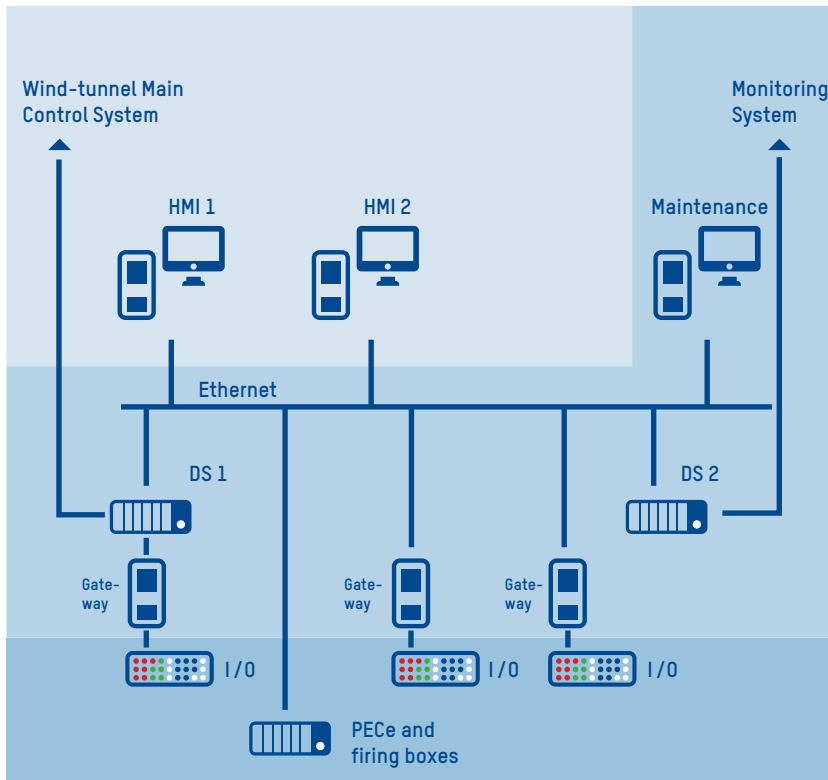 Wind-tunnel Main
Control System
Monitoring
System
HMI 1
HMI 2
Maintenance
Ethernet
DS 1
DS 2
Gate-
way
Gate-
way
Gate-
way
I/O
I/O
I/O
PECe and
firing boxes